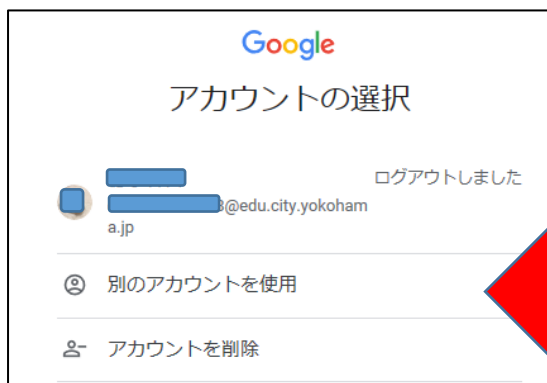 Google
アカウントの選択
ログアウトしました
@edu.city.yokoham
a.jp
別のアカウントを使用
アカウントを削除